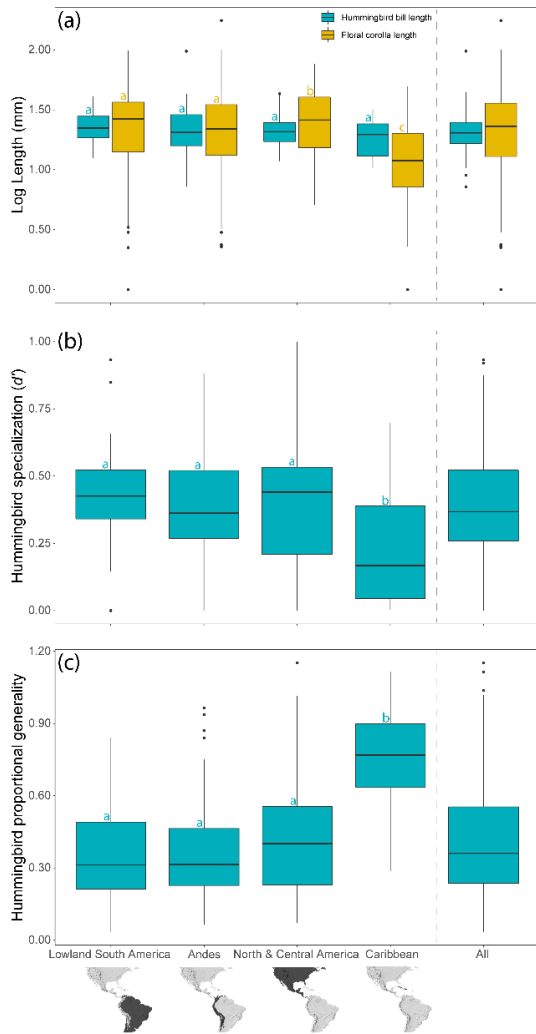 (a)
Hummingbird bill length
Floral corolla length
Log Length (mm)
2.00
1.50
1.00
0.50
0.00
a a a a a b a c
(b)
Hummingbird specialization (d')
1.00
0.75
0.50
0.25
0.00
a a a b
(c)
Hummingbird proportional generality
1.20
0.90
0.60
0.30
0.00
a a a b
Lowland South America Andes North & Central America Caribbean All